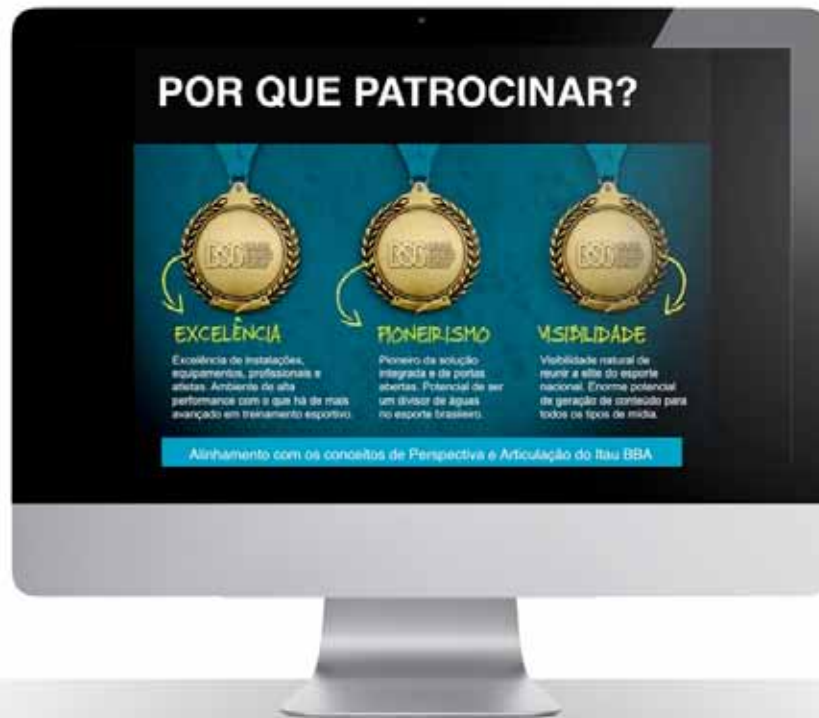 POR QUE PATROCINAR?
BSG
BSG
BSG
EXCELÊNCIA
Excelência de instalações,
equipamentos, profissionais e
atletas. Ambiente de alta
performance com o que há de mais
avançado em treinamento esportivo.
PIONEIRISMO
Pioneiro da solução
integrada e de portas
abertas. Potencial de ser
um divisor de águas
no esporte brasileiro.
VISIBILIDADE
Visibilidade natural de
reunir a elite do esporte
nacional. Enorme potencial
de geração de conteúdo para
todos os tipos de mídia.
Alinhamento com os conceitos de Perspectiva e Articulação do Itau BBA